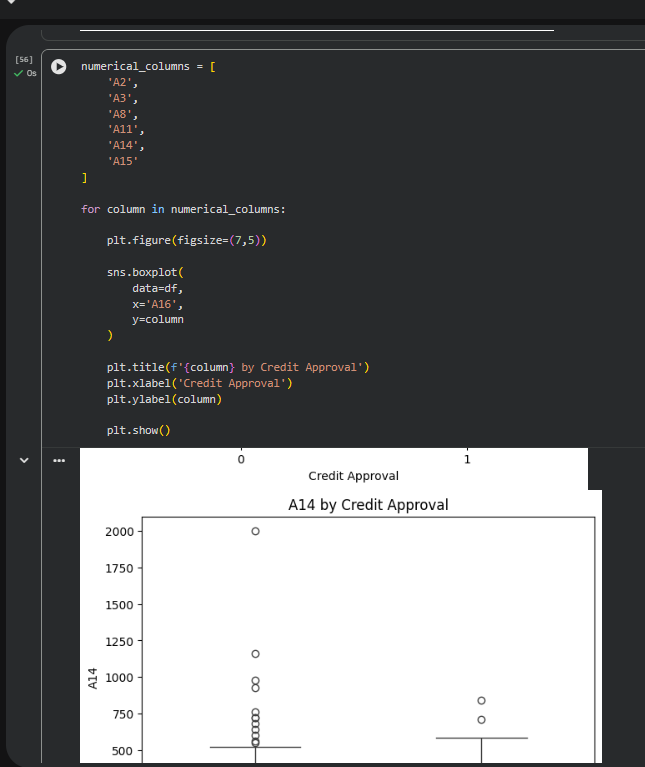 [56]
0s
numerical_columns = [
'A2',
'A3',
'A8',
'A11',
'A14',
'A15'
]
for column in numerical_columns:
plt.figure(figsize=(7,5))
sns.boxplot(
data=df,
x='A16',
y=column
)
plt.title(f'{column} by Credit Approval')
plt.xlabel('Credit Approval')
plt.ylabel(column)
plt.show()
0 1
Credit Approval
A14 by Credit Approval
2000
1750
1500
1250
1000
750
500
A14